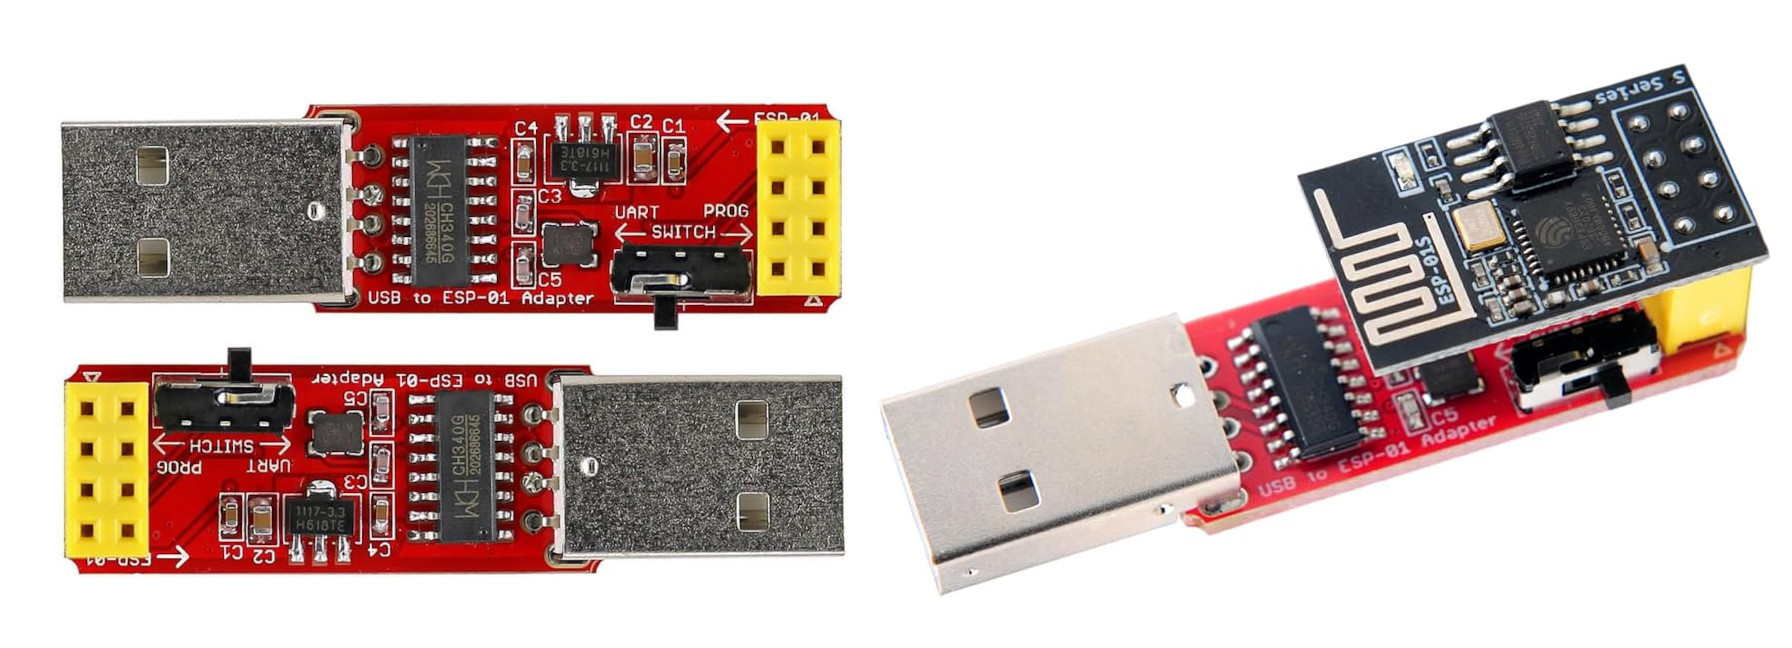 ESP-01
C4
C2
C1
1117-3.3
H618TE
WCH
CH340G
202686645
C3
UART PROG
SWITCH
C5
USB to ESP-01 Adapter
USB to ESP-01 Adapter
C5
SWITCH
PROG UART
C3
WCH
CH340G
202686645
1117-3.3
H618TE
C1
C2
C4
ESP-01
S Series
ESP-01S
C5
USB to ESP-01 Adapter